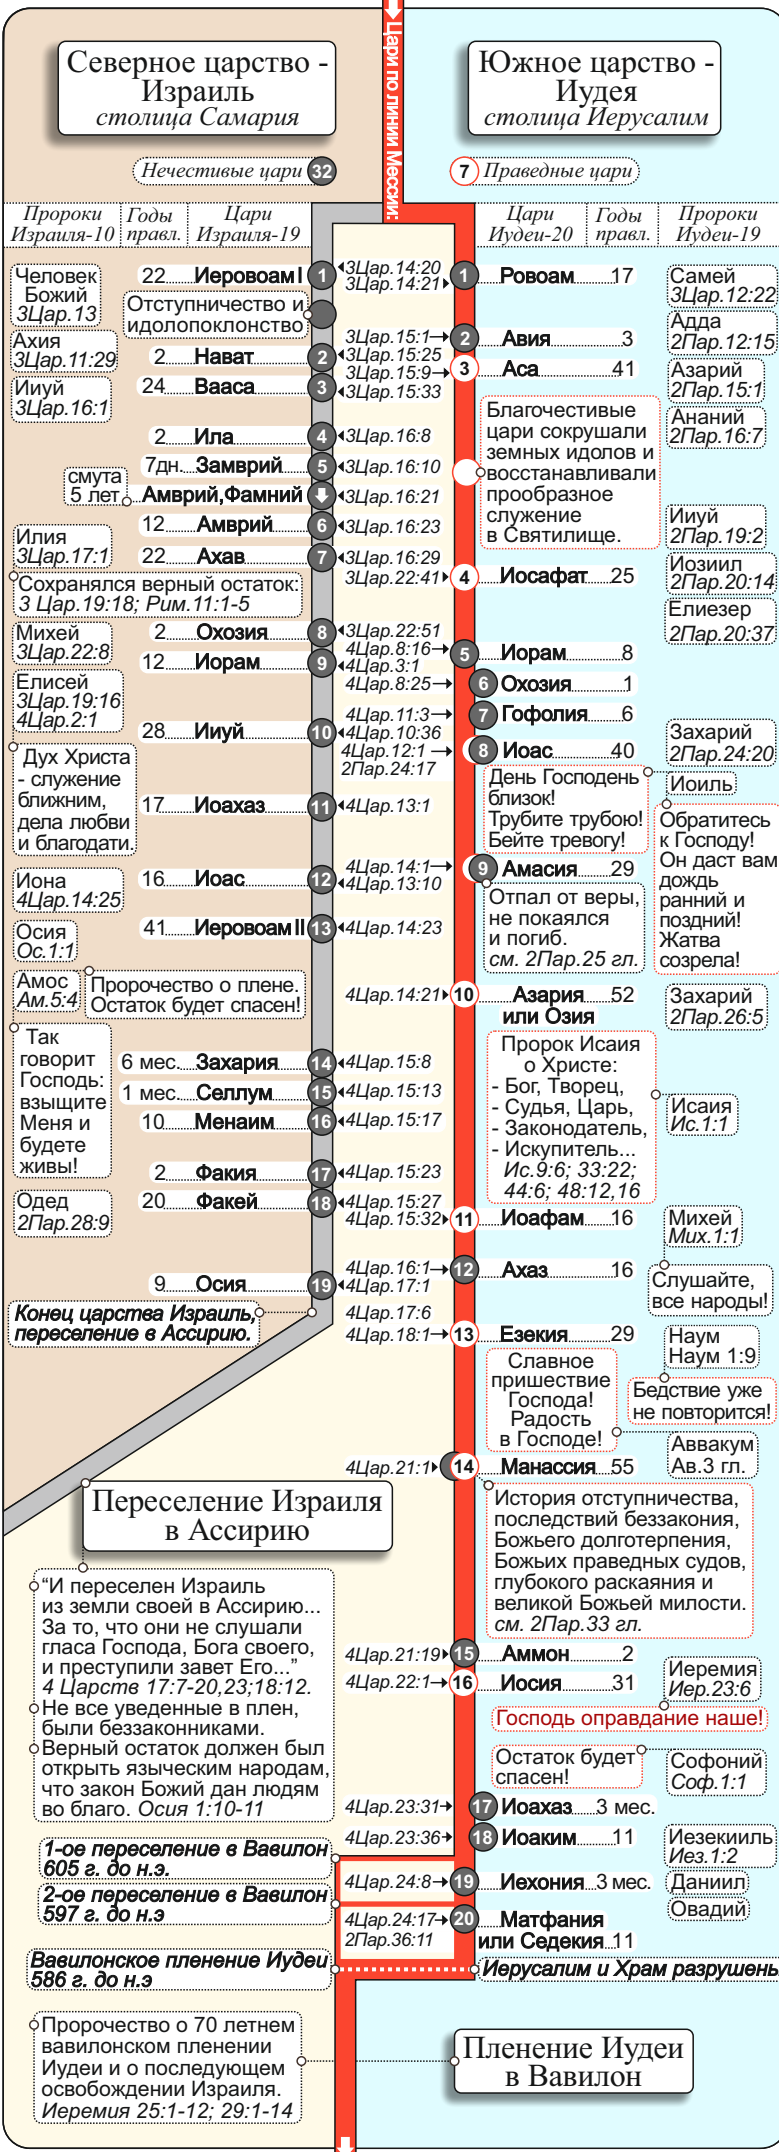 Цари по линии Мессии:
Северное царство -
Израиль
столица Самария
Южное царство -
Иудея
столица Иерусалим
Нечестивые цари 32
7 Праведные цари
Пророки Израиля-10
Годы правл.
Цари Израиля-19
Цари Иудеи-20
Годы правл.
Пророки Иудеи-19
Человек
Божий
3Цар.13
22 Иеровоам I 1
3Цар.14:20
3Цар.14:21
1 Ровоам 17
Самей
3Цар.12:22
Отступничество и
идолопоклонство
Адда
2Пар.12:15
Ахия
3Цар.11:29
3Цар.15:1
2 Авия 3
2 Нават 2
3Цар.15:25
3Цар.15:9
3 Аса 41
Азарий
2Пар.15:1
Ииуй
3Цар.16:1
24 Вааса 3
3Цар.15:33
Благочестивые
цари сокрушали
земных идолов и
восстанавливали
прообразное
служение
в Святилище.
Ананий
2Пар.16:7
2 Ила 4
3Цар.16:8
7дн. Замврий 5
3Цар.16:10
смута
5 лет
Амврий,Фамний
3Цар.16:21
12 Амврий 6
3Цар.16:23
Ииуй
2Пар.19:2
Илия
3Цар.17:1
22 Ахав 7
3Цар.16:29
3Цар.22:41
4 Иосафат 25
Иозиил
2Пар.20:14
Сохранялся верный остаток:
3 Цар.19:18; Рим.11:1-5
Елиезер
2Пар.20:37
Михей
3Цар.22:8
2 Охозия 8
3Цар.22:51
4Цар.8:16
5 Иорам 8
12 Иорам 9
4Цар.3:1
4Цар.8:25
6 Охозия 1
Елисей
3Цар.19:16
4Цар.2:1
4Цар.11:3
7 Гофолия 6
28 Ииуй 10
4Цар.10:36
4Цар.12:1
2Пар.24:17
8 Иоас 40
Захарий
2Пар.24:20
Дух Христа
- служение
ближним,
дела любви
и благодати.
День Господень
близок!
Трубите трубою!
Бейте тревогу!
Иоиль
17 Иоахаз 11
4Цар.13:1
Обратитесь
к Господу!
Он даст вам
дождь
ранний и
поздний!
Жатва
созрела!
4Цар.14:1
9 Амасия 29
Иона
4Цар.14:25
16 Иоас 12
4Цар.13:10
Отпал от веры,
не покаялся
и погиб.
см. 2Пар.25 гл.
Осия
Ос.1:1
41 Иеровоам II 13
4Цар.14:23
Амос
Ам.5:4
Пророчество о плене.
Остаток будет спасен!
4Цар.14:21
10 Азария 52
или Озия
Захарий
2Пар.26:5
Так
говорит
Господь:
взыщите
Меня и
будете
живы!
Пророк Исаия
о Христе:
- Бог, Творец,
- Судья, Царь,
- Законодатель,
- Искупитель...
Ис.9:6; 33:22;
44:6; 48:12,16
Исаия
Ис.1:1
6 мес. Захария 14
4Цар.15:8
1 мес. Селлум 15
4Цар.15:13
10 Менаим 16
4Цар.15:17
2 Факия 17
4Цар.15:23
Одед
2Пар.28:9
20 Факей 18
4Цар.15:27
4Цар.15:32
11 Иоафам 16
Михей
Мих.1:1
4Цар.16:1
12 Ахаз 16
Слушайте,
все народы!
9 Осия 19
4Цар.17:1
Конец царства Израиль,
переселение в Ассирию.
4Цар.17:6
4Цар.18:1
13 Езекия 29
Наум
Наум 1:9
Славное
пришествие
Господа!
Радость
в Господе!
Бедствие уже
не повторится!
Аввакум
Ав.3 гл.
4Цар.21:1
14 Манассия 55
Переселение Израиля
в Ассирию
История отступничества,
последствий беззакония,
Божьего долготерпения,
Божьих праведных судов,
глубокого раскаяния и
великой Божьей милости.
см. 2Пар.33 гл.
“И переселен Израиль
из земли своей в Ассирию...
За то, что они не слушали
гласа Господа, Бога своего,
и преступили завет Его...”
4 Царств 17:7-20,23;18:12.
Не все уведенные в плен,
были беззаконниками.
Верный остаток должен был
открыть языческим народам,
что закон Божий дан людям
во благо. Осия 1:10-11
4Цар.21:19
15 Аммон 2
4Цар.22:1
16 Иосия 31
Иеремия
Иер.23:6
Господь оправдание наше!
Остаток будет
спасен!
Софоний
Соф.1:1
4Цар.23:31
17 Иоахаз 3 мес.
4Цар.23:36
18 Иоаким 11
Иезекииль
Иез.1:2
1-ое переселение в Вавилон
605 г. до н.э.
4Цар.24:8
19 Иехония 3 мес.
Даниил
2-ое переселение в Вавилон
597 г. до н.э
Овадий
4Цар.24:17
2Пар.36:11
20 Матфания
или Седекия 11
Вавилонское пленение Иудеи
586 г. до н.э
Иерусалим и Храм разрушены
Пророчество о 70 летнем
вавилонском пленении
Иудеи и о последующем
освобождении Израиля.
Иеремия 25:1-12; 29:1-14
Пленение Иудеи
в Вавилон